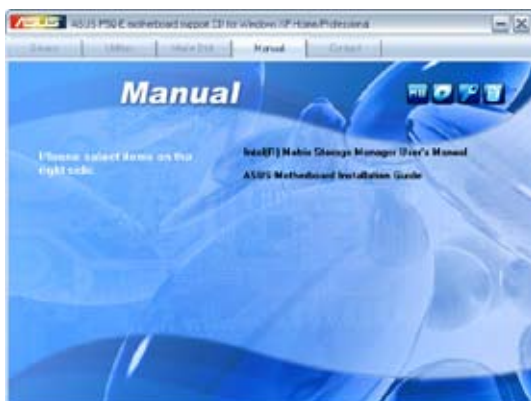 ASUS P5Q-E motherboard support CD for Windows XP Home/Professional
Drivers Utilities Make Disk Manual Contact
Manual
Please select items on the
right side.
Intel(R) Matrix Storage Manager User's Manual
ASUS Motherboard Installation Guide